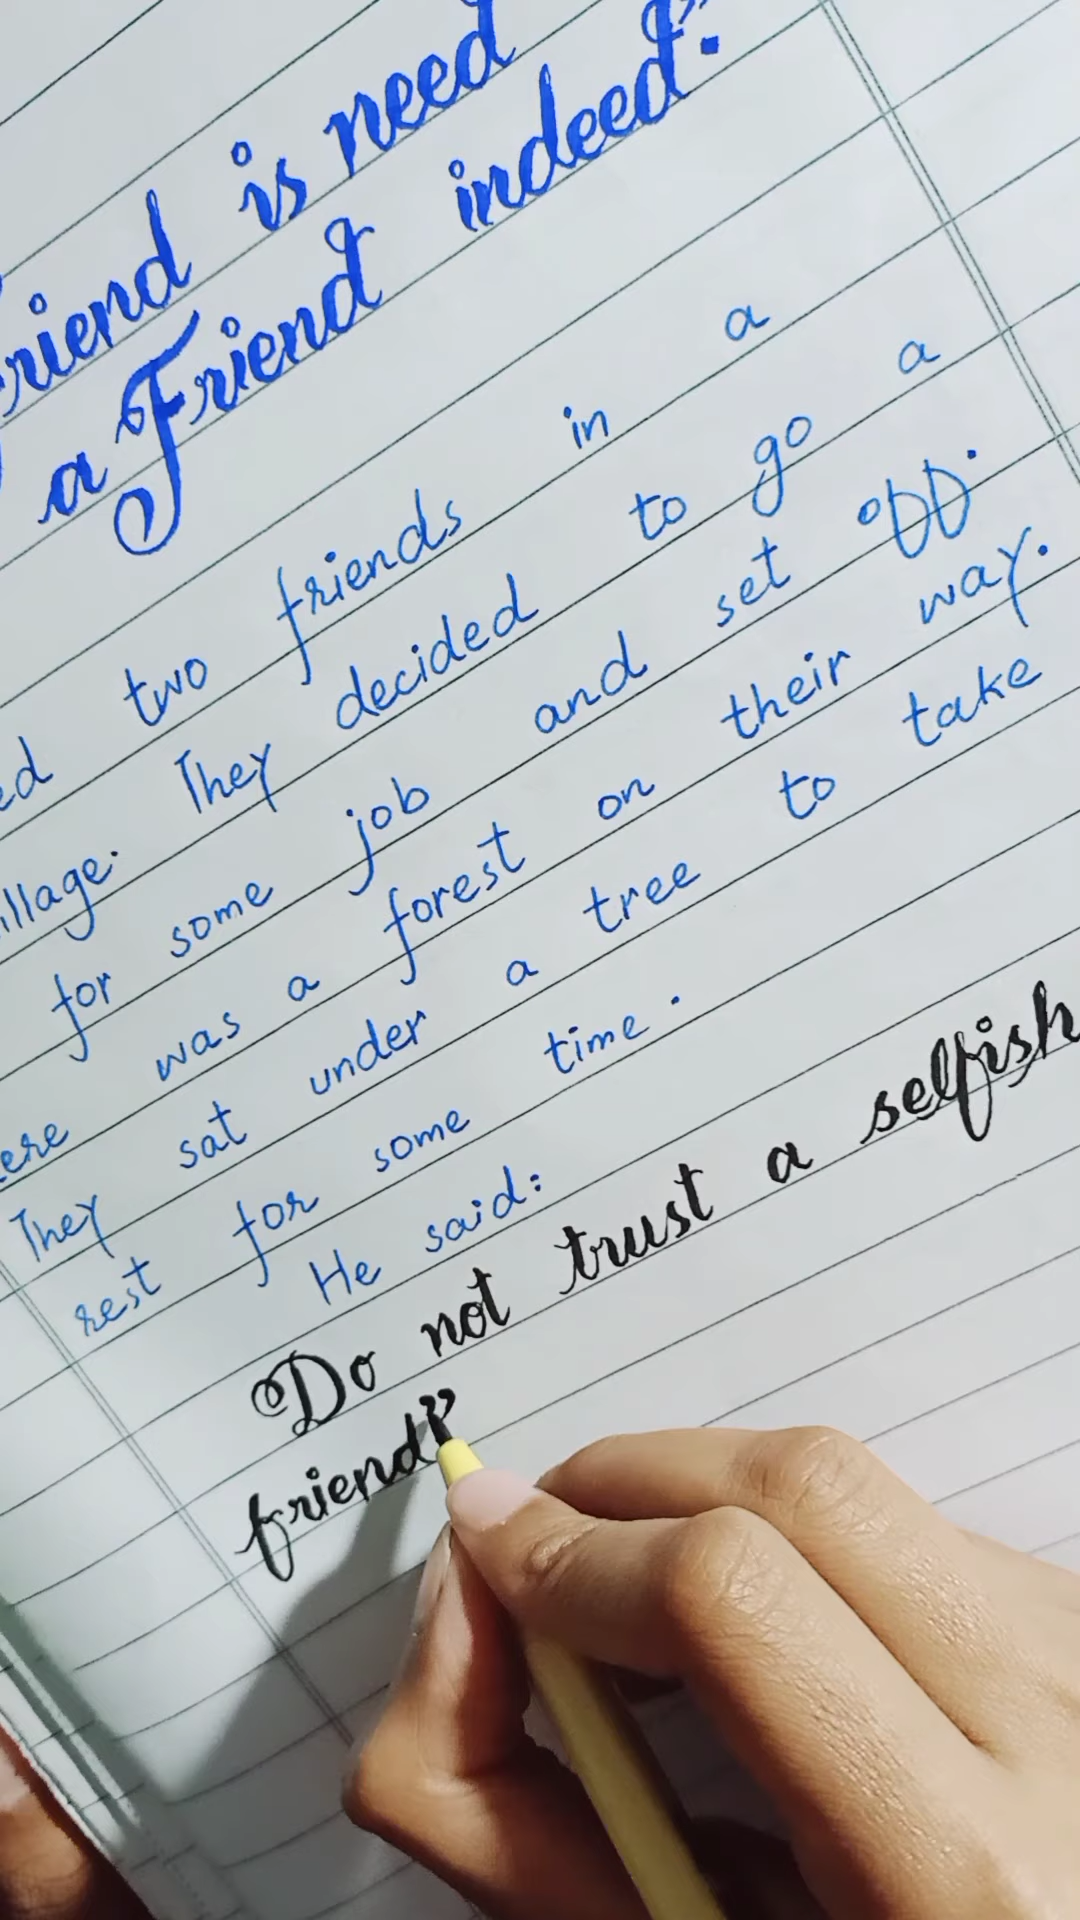 riend is need
a Friend indeed".
ed two friends in a
illage. They decided to go a
for some job and set off.
ere was a forest on their way.
They sat under a tree to take
rest for some time.
He said:
Do not trust a selfish
friend"